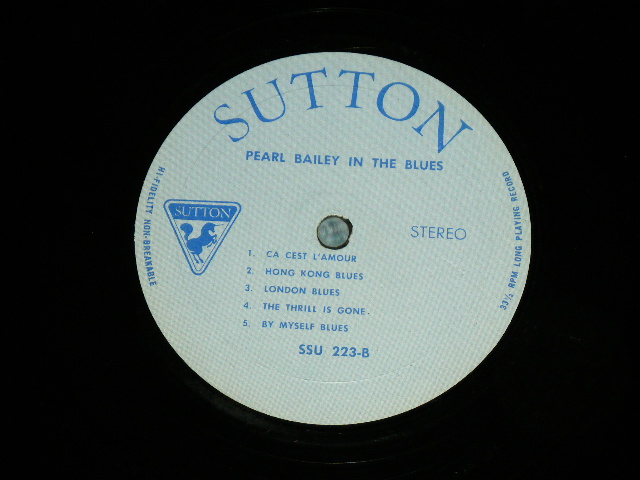 SUTTON
PEARL BAILEY IN THE BLUES
HI-FIDELITY NON-BREAKABLE
SUTTON
STEREO
33⅓ RPM LONG PLAYING RECORD
1. CA CEST L'AMOUR
2. HONG KONG BLUES
3. LONDON BLUES
4. THE THRILL IS GONE.
5. BY MYSELF BLUES
SSU 223-B